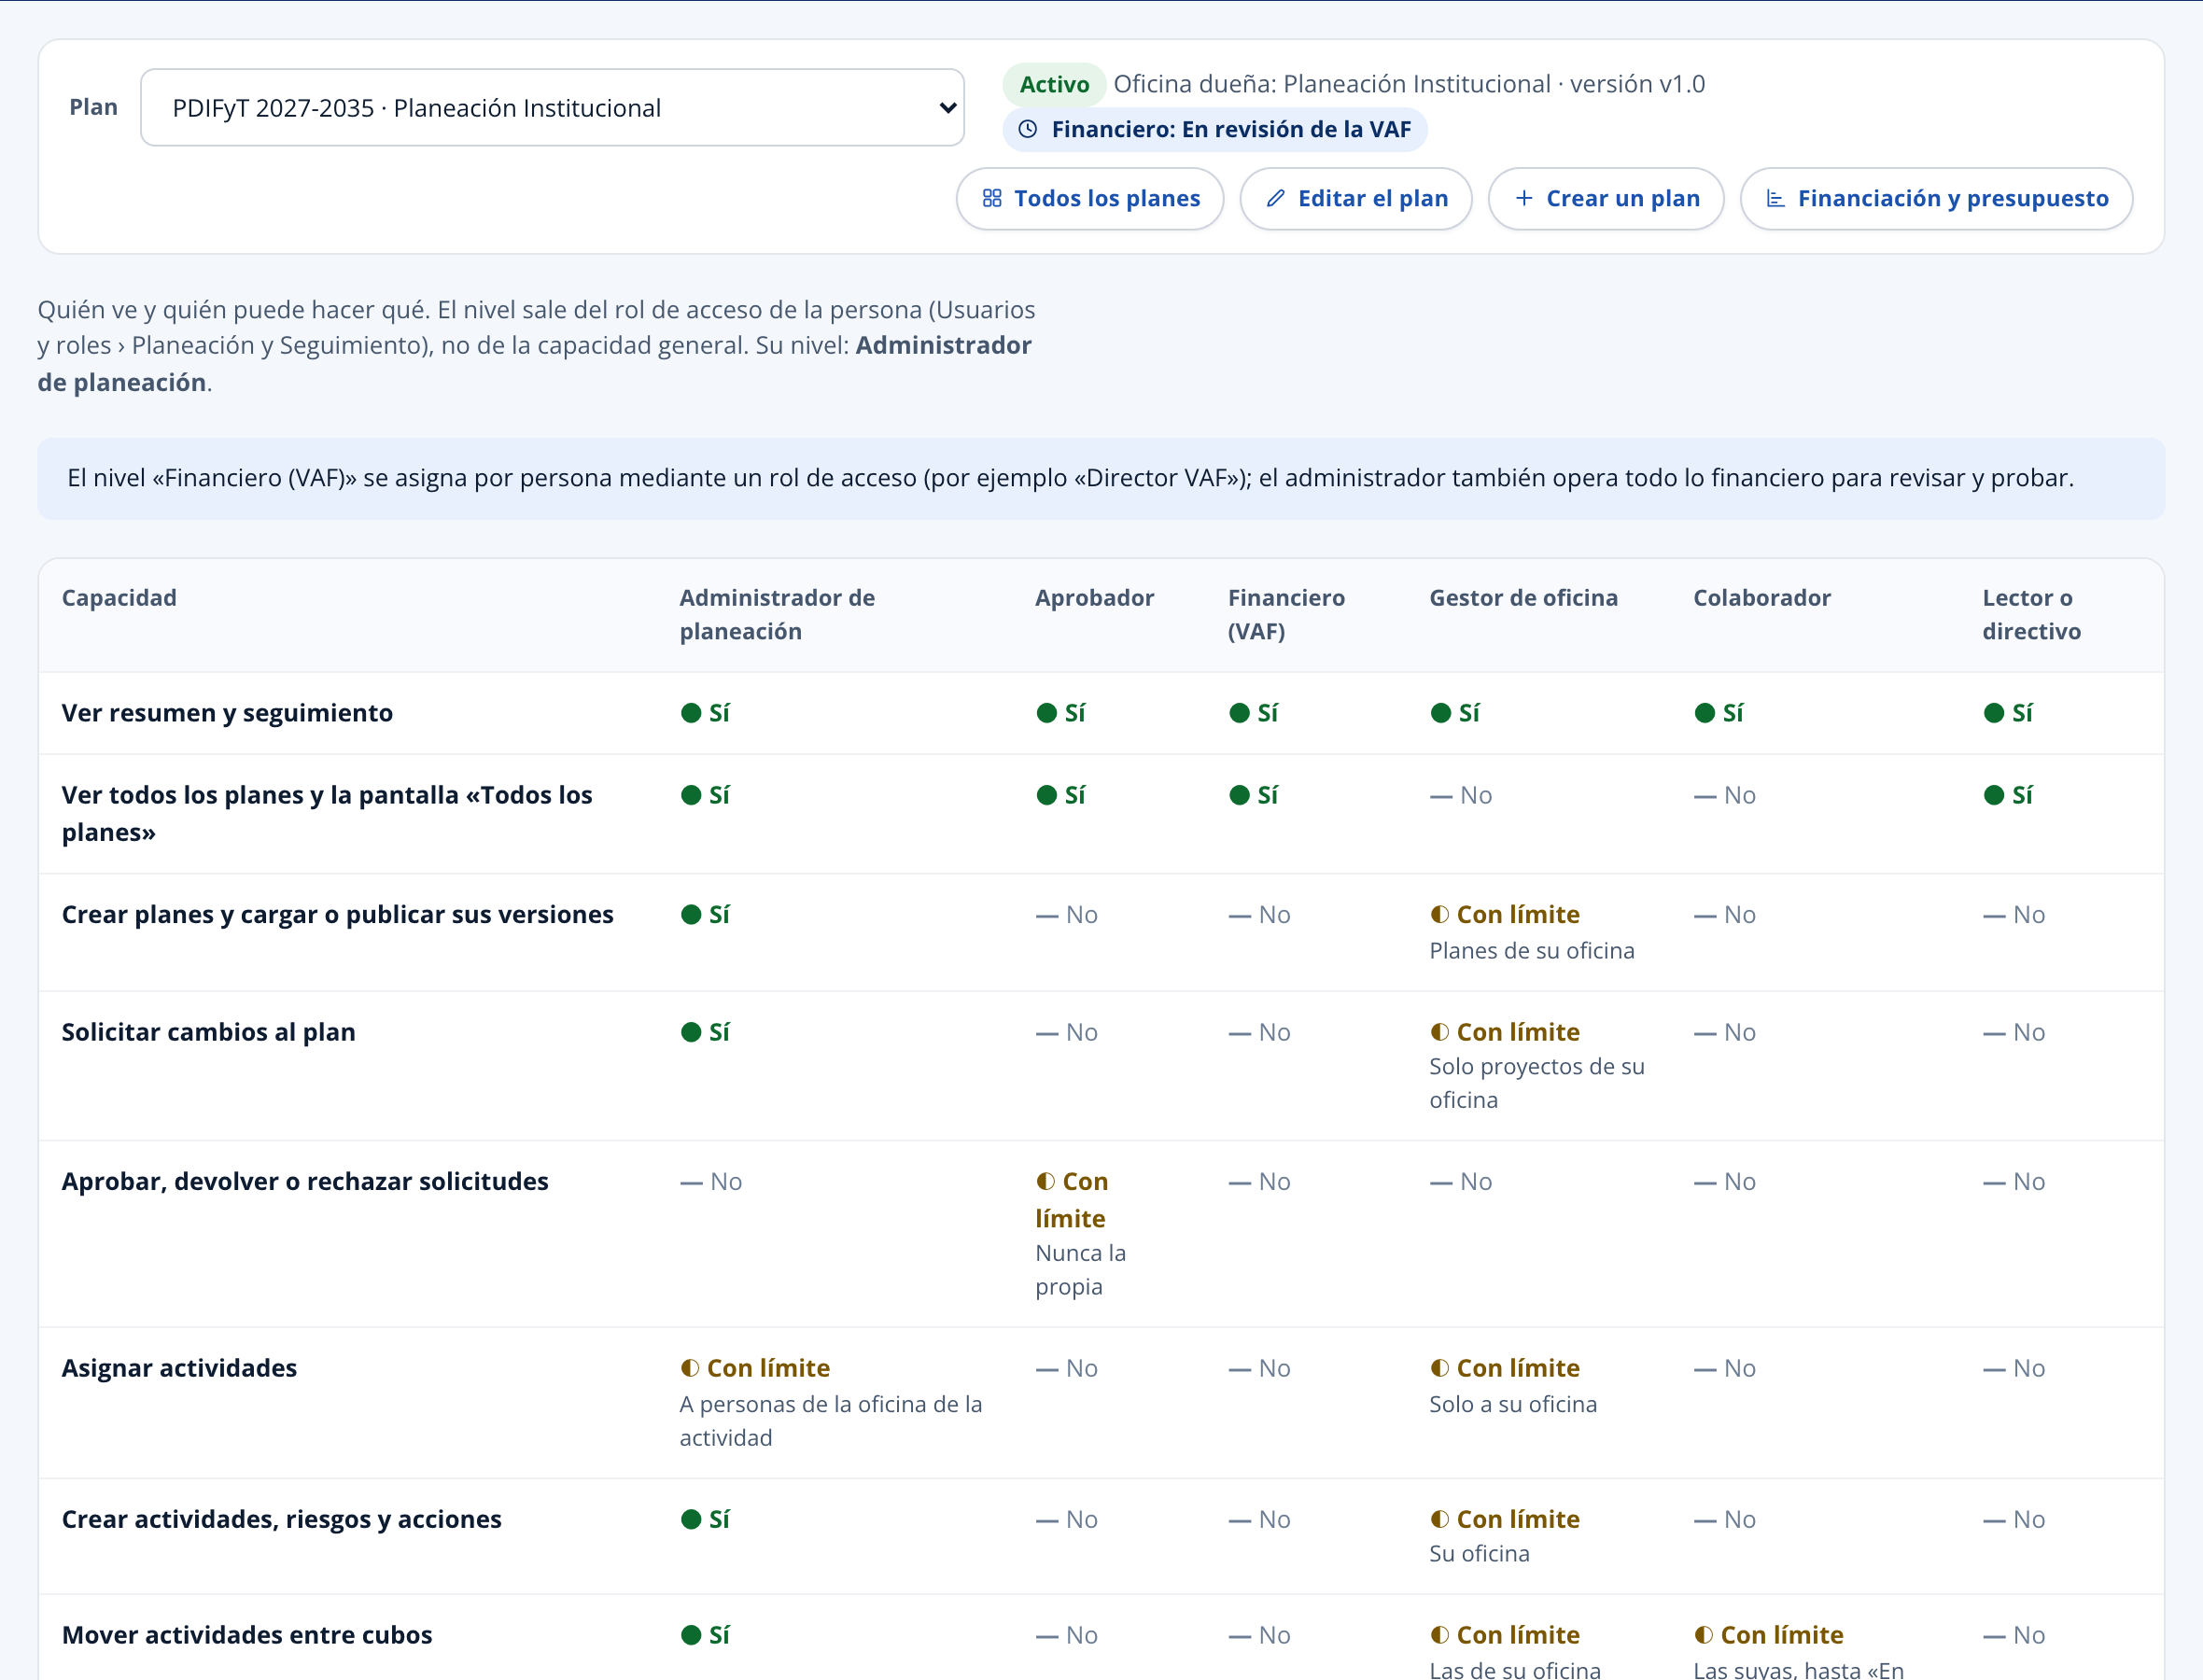 Plan
PDIFyT 2027-2035 · Planeación Institucional
Activo Oficina dueña: Planeación Institucional · versión v1.0
Financiero: En revisión de la VAF
Todos los planes
Editar el plan
Crear un plan
Financiación y presupuesto
Quién ve y quién puede hacer qué. El nivel sale del rol de acceso de la persona (Usuarios
y roles › Planeación y Seguimiento), no de la capacidad general. Su nivel: Administrador
de planeación.
El nivel «Financiero (VAF)» se asigna por persona mediante un rol de acceso (por ejemplo «Director VAF»); el administrador también opera todo lo financiero para revisar y probar.
Capacidad
Administrador de
planeación
Aprobador
Financiero
(VAF)
Gestor de oficina
Colaborador
Lector o
directivo
Ver resumen y seguimiento
Sí
Sí
Sí
Sí
Sí
Sí
Ver todos los planes y la pantalla «Todos los
planes»
Sí
Sí
Sí
— No
— No
Sí
Crear planes y cargar o publicar sus versiones
Sí
— No
— No
Con límite
Planes de su oficina
— No
— No
Solicitar cambios al plan
Sí
— No
— No
Con límite
Solo proyectos de su
oficina
— No
— No
Aprobar, devolver o rechazar solicitudes
— No
Con
límite
Nunca la
propia
— No
— No
— No
— No
Asignar actividades
Con límite
A personas de la oficina de la
actividad
— No
— No
Con límite
Solo a su oficina
— No
— No
Crear actividades, riesgos y acciones
Sí
— No
— No
Con límite
Su oficina
— No
— No
Mover actividades entre cubos
Sí
— No
— No
Con límite
Las de su oficina
Con límite
Las suyas, hasta «En
— No